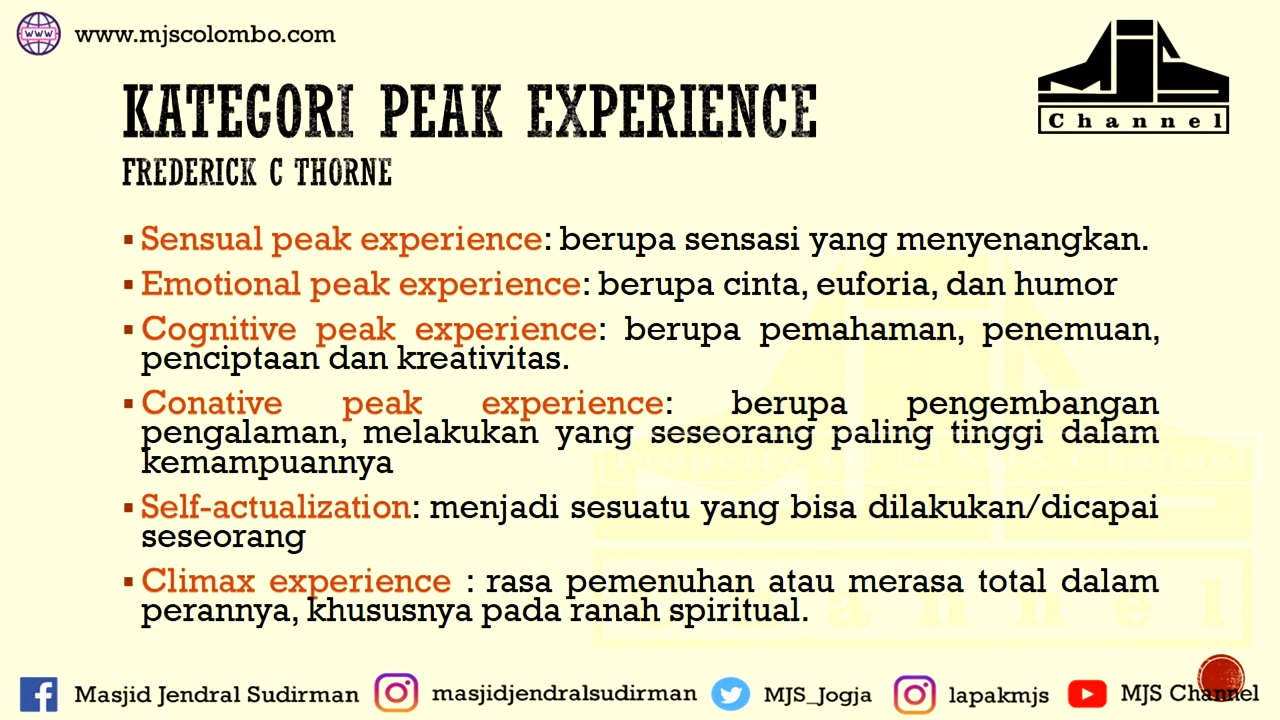 www.mjscolombo.com
MJS
Channel
KATEGORI PEAK EXPERIENCE
FREDERICK C THORNE
▪ Sensual peak experience: berupa sensasi yang menyenangkan.
▪ Emotional peak experience: berupa cinta, euforia, dan humor
▪ Cognitive peak experience: berupa pemahaman, penemuan,
penciptaan dan kreativitas.
▪ Conative peak experience: berupa pengembangan
pengalaman, melakukan yang seseorang paling tinggi dalam
kemampuannya
▪ Self-actualization: menjadi sesuatu yang bisa dilakukan/dicapai
seseorang
▪ Climax experience : rasa pemenuhan atau merasa total dalam
perannya, khususnya pada ranah spiritual.
Masjid Jendral Sudirman masjidjendralsudirman MJS_Jogja lapakmjs MJS Channel